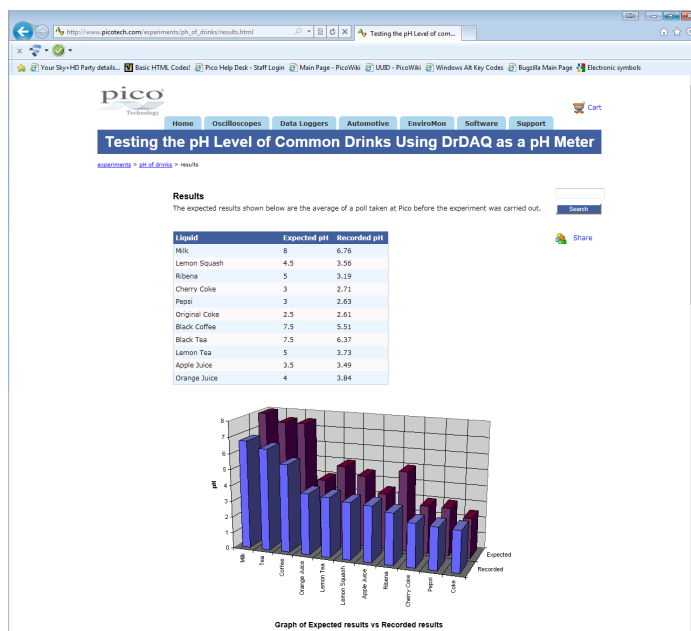 http://www.picotech.com/experiments/ph_of_drinks/results.html
Testing the pH Level of com...
Your Sky+HD Party details... Basic HTML Codes! Pico Help Desk - Staff Login Main Page - PicoWiki UUID - PicoWiki Windows Alt Key Codes Bugzilla Main Page Electronic symbols
pico
Technology
Cart
Home Oscilloscopes Data Loggers Automotive EnviroMon Software Support
Testing the pH Level of Common Drinks Using DrDAQ as a pH Meter
experiments > pH of drinks > results
Results
The expected results shown below are the average of a poll taken at Pico before the experiment was carried out.
Search
Share
Liquid Expected pH Recorded pH
Milk 8 6.76
Lemon Squash 4.5 3.56
Ribena 5 3.19
Cherry Coke 3 2.71
Pepsi 3 2.63
Original Coke 2.5 2.61
Black Coffee 7.5 5.51
Black Tea 7.5 6.37
Lemon Tea 5 3.73
Apple Juice 3.5 3.49
Orange Juice 4 3.84
8
7
6
5
4
3
2
1
0
pH
Milk
Tea
Coffee
Orange Juice
Lemon Tea
Lemon Squash
Apple Juice
Ribena
Cherry Coke
Pepsi
Coke
Expected
Recorded
Graph of Expected results vs Recorded results